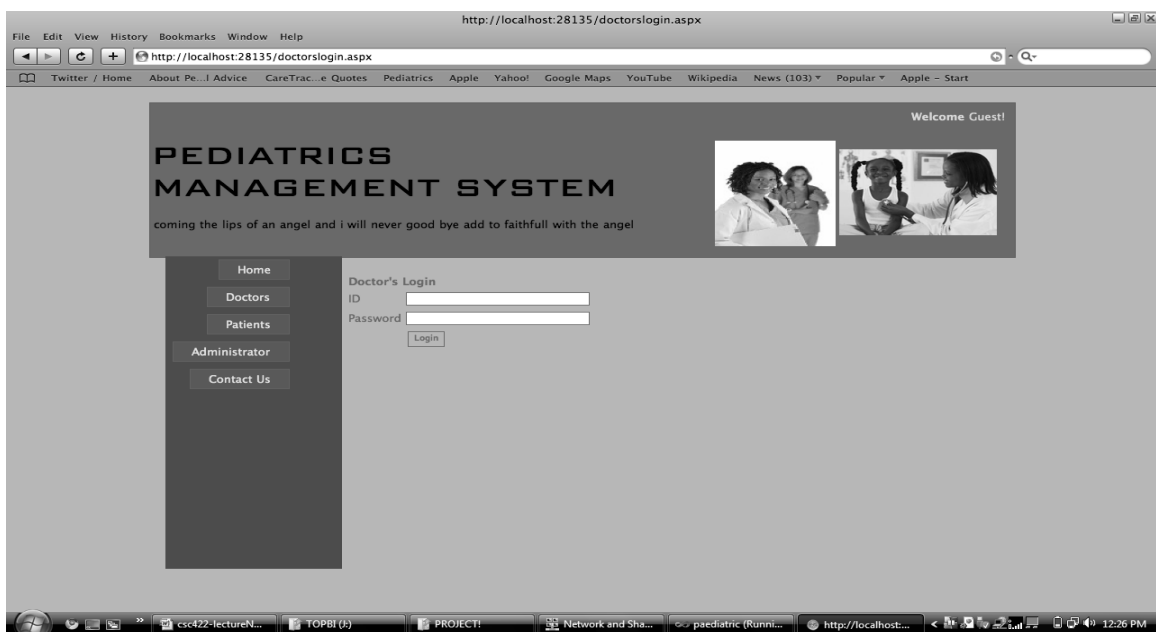 http://localhost:28135/doctorslogin.aspx
File Edit View History Bookmarks Window Help
http://localhost:28135/doctorslogin.aspx
Twitter / Home About Pe...l Advice CareTrac...e Quotes Pediatrics Apple Yahoo! Google Maps YouTube Wikipedia News (103) Popular Apple – Start
Welcome Guest!
PEDIATRICS
MANAGEMENT SYSTEM
coming the lips of an angel and i will never good bye add to faithfull with the angel
Home
Doctors
Patients
Administrator
Contact Us
Doctor's Login
ID
Password
Login
csc422-lectureN... TOPBI (J:) PROJECT! Network and Sha... paediatric (Runni... http://localhost:... 12:26 PM